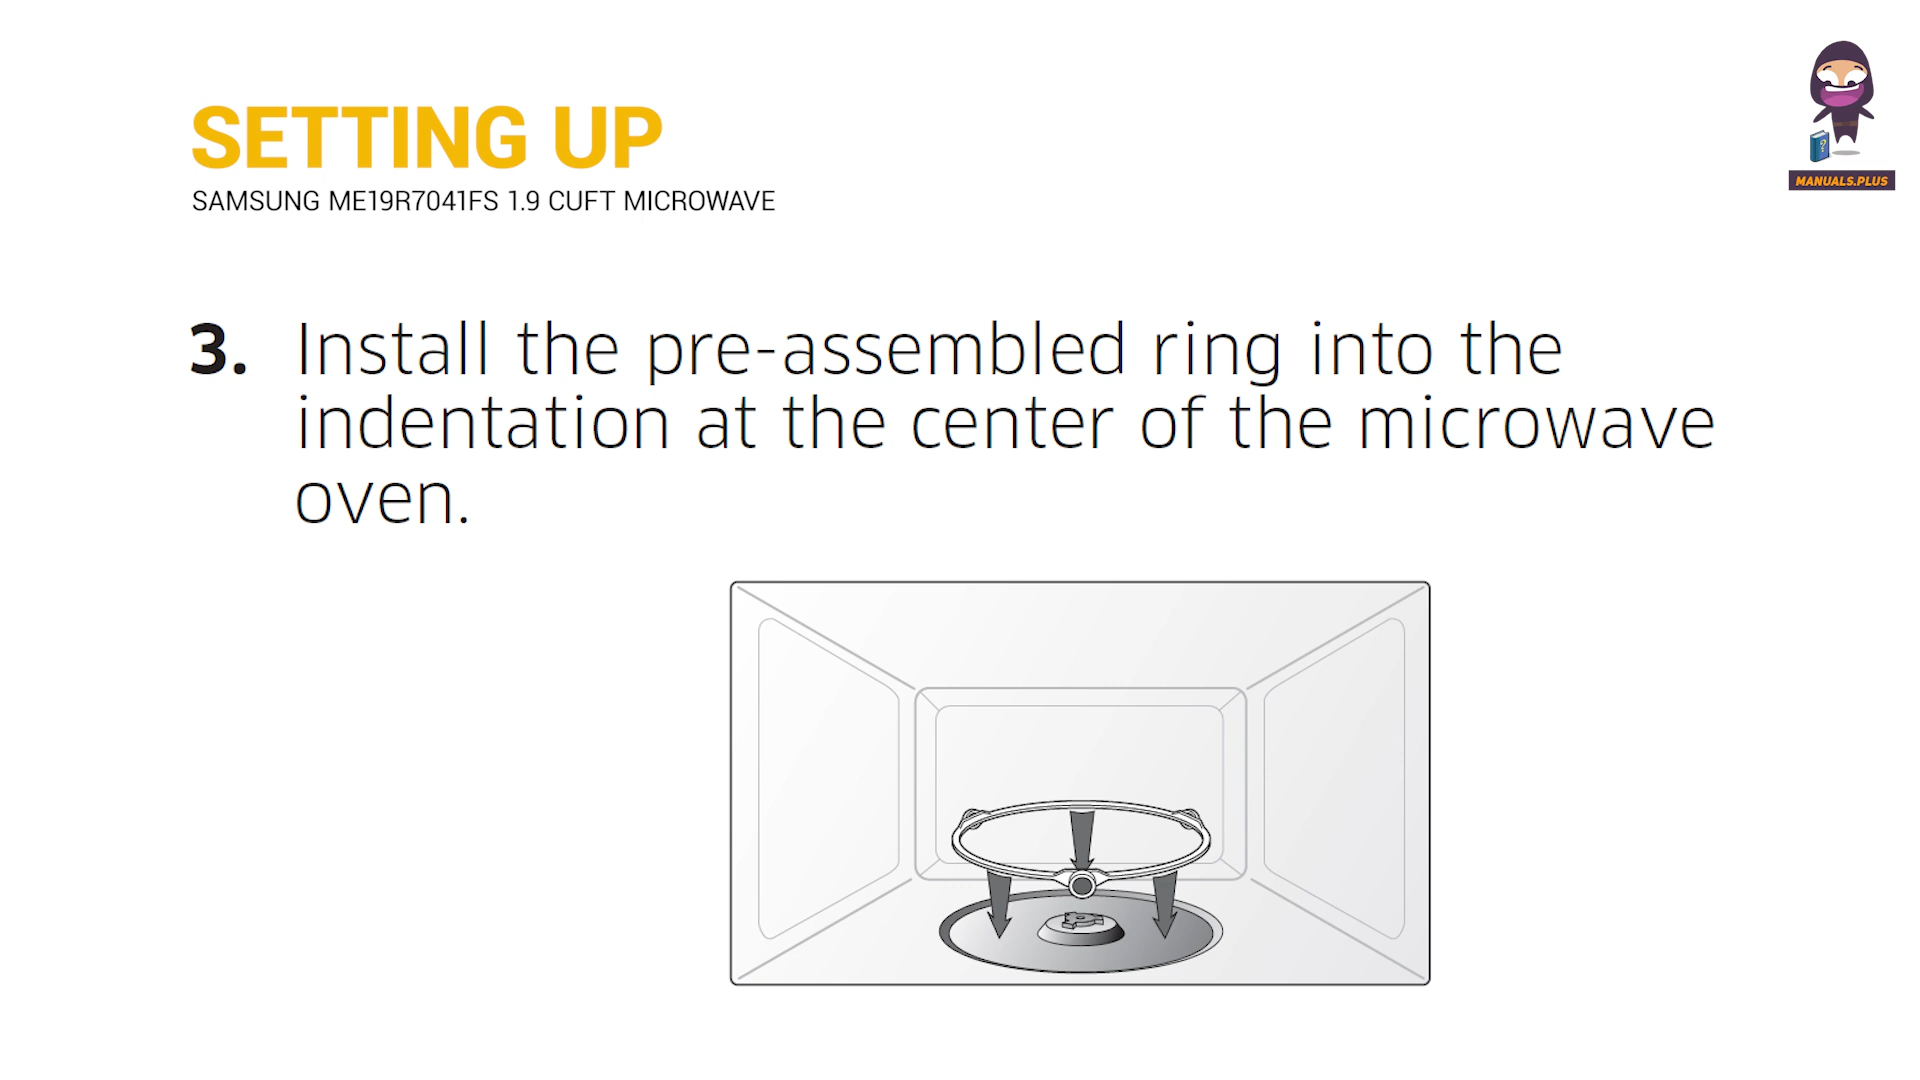 SETTING UP
SAMSUNG ME19R7041FS 1.9 CUFT MICROWAVE
MANUALS.PLUS
3. Install the pre-assembled ring into the
indentation at the center of the microwave
oven.